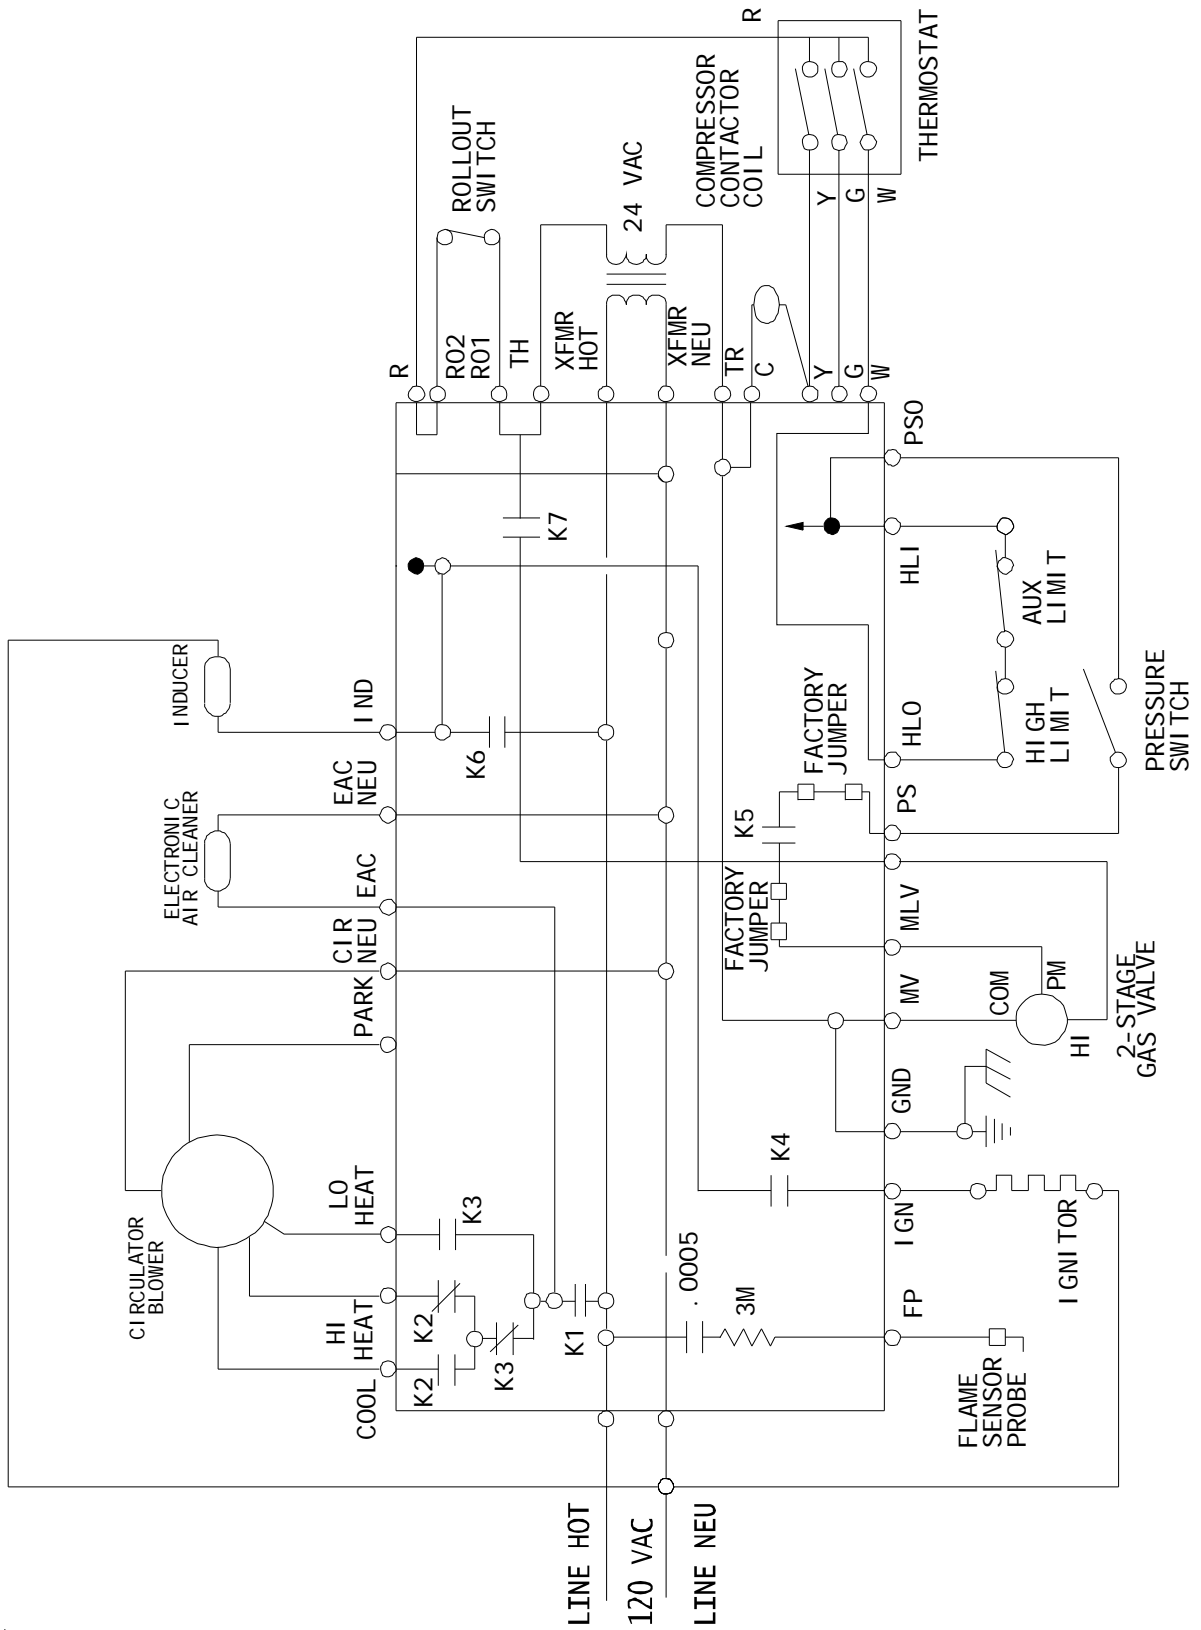 R
THERMOSTAT
COMPRESSOR
CONTACTOR
COIL
Y
G
W
24 VAC
ROLLOUT
SWITCH
R
RO2
RO1
TH
XFMR
HOT
XFMR
NEU
TR
C
Y
G
W
PSO
HLI
AUX
LIMIT
HIGH
LIMIT
HLO
PRESSURE
SWITCH
FACTORY
JUMPER
PS
K5
K7
INDUCER
IND
K6
ELECTRONIC
AIR CLEANER
EAC
NEU
EAC
CIR
NEU
PARK
FACTORY
JUMPER
MLV
MV
COM
PM
HI
2-STAGE
GAS VALVE
GND
K4
IGN
IGNITOR
CIRCULATOR
BLOWER
LO
HEAT
HI
HEAT
COOL
K3
K2
K2
K3
K1
.0005
3M
FP
FLAME
SENSOR
PROBE
LINE HOT
120 VAC
LINE NEU